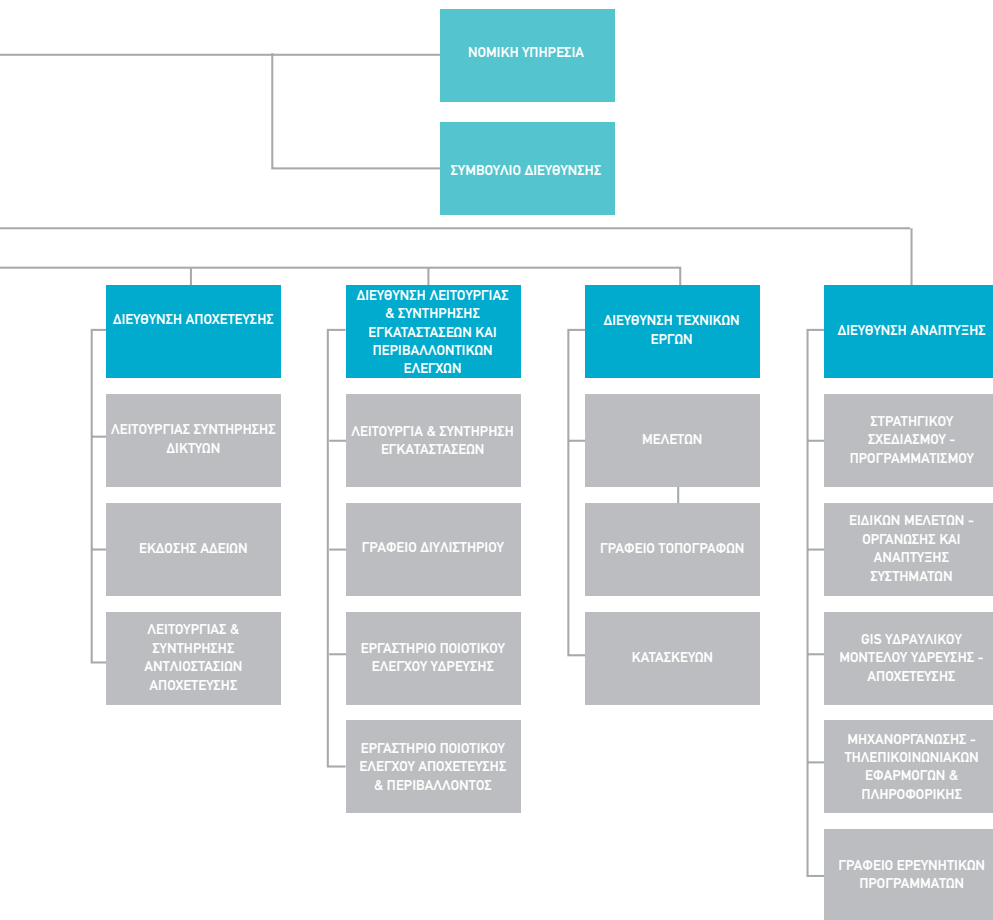 ΝΟΜΙΚΗ ΥΠΗΡΕΣΙΑ
ΣΥΜΒΟΥΛΙΟ ΔΙΕΥΘΥΝΣΗΣ
ΔΙΕΥΘΥΝΣΗ ΑΠΟΧΕΤΕΥΣΗΣ
ΛΕΙΤΟΥΡΓΙΑΣ ΣΥΝΤΗΡΗΣΗΣ
ΔΙΚΤΥΩΝ
ΕΚΔΟΣΗΣ ΑΔΕΙΩΝ
ΛΕΙΤΟΥΡΓΙΑΣ &
ΣΥΝΤΗΡΗΣΗΣ
ΑΝΤΛΙΟΣΤΑΣΙΩΝ
ΑΠΟΧΕΤΕΥΣΗΣ
ΔΙΕΥΘΥΝΣΗ ΛΕΙΤΟΥΡΓΙΑΣ
& ΣΥΝΤΗΡΗΣΗΣ
ΕΓΚΑΤΑΣΤΑΣΕΩΝ ΚΑΙ
ΠΕΡΙΒΑΛΛΟΝΤΙΚΩΝ
ΕΛΕΓΧΩΝ
ΛΕΙΤΟΥΡΓΙΑ & ΣΥΝΤΗΡΗΣΗ
ΕΓΚΑΤΑΣΤΑΣΕΩΝ
ΓΡΑΦΕΙΟ ΔΙΥΛΙΣΤΗΡΙΟΥ
ΕΡΓΑΣΤΗΡΙΟ ΠΟΙΟΤΙΚΟΥ
ΕΛΕΓΧΟΥ ΥΔΡΕΥΣΗΣ
ΕΡΓΑΣΤΗΡΙΟ ΠΟΙΟΤΙΚΟΥ
ΕΛΕΓΧΟΥ ΑΠΟΧΕΤΕΥΣΗΣ
& ΠΕΡΙΒΑΛΛΟΝΤΟΣ
ΔΙΕΥΘΥΝΣΗ ΤΕΧΝΙΚΩΝ
ΕΡΓΩΝ
ΜΕΛΕΤΩΝ
ΓΡΑΦΕΙΟ ΤΟΠΟΓΡΑΦΩΝ
ΚΑΤΑΣΚΕΥΩΝ
ΔΙΕΥΘΥΝΣΗ ΑΝΑΠΤΥΞΗΣ
ΣΤΡΑΤΗΓΙΚΟΥ
ΣΧΕΔΙΑΣΜΟΥ -
ΠΡΟΓΡΑΜΜΑΤΙΣΜΟΥ
ΕΙΔΙΚΩΝ ΜΕΛΕΤΩΝ -
ΟΡΓΑΝΩΣΗΣ ΚΑΙ
ΑΝΑΠΤΥΞΗΣ
ΣΥΣΤΗΜΑΤΩΝ
GIS ΥΔΡΑΥΛΙΚΟΥ
ΜΟΝΤΕΛΟΥ ΥΔΡΕΥΣΗΣ -
ΑΠΟΧΕΤΕΥΣΗΣ
ΜΗΧΑΝΟΡΓΑΝΩΣΗΣ -
ΤΗΛΕΠΙΚΟΙΝΩΝΙΑΚΩΝ
ΕΦΑΡΜΟΓΩΝ &
ΠΛΗΡΟΦΟΡΙΚΗΣ
ΓΡΑΦΕΙΟ ΕΡΕΥΝΗΤΙΚΩΝ
ΠΡΟΓΡΑΜΜΑΤΩΝ